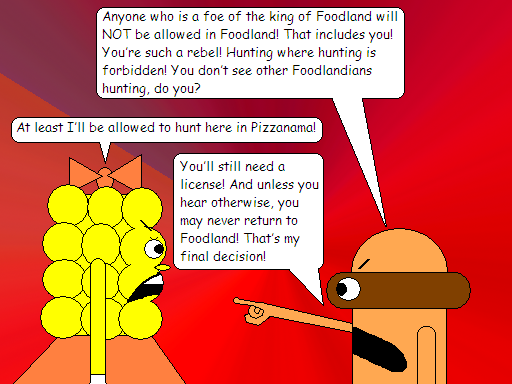 Anyone who is a foe of the king of Foodland will
NOT be allowed in Foodland! That includes you!
You're such a rebel! Hunting where hunting is
forbidden! You don't see other Foodlandians
hunting, do you?
At least I'll be allowed to hunt here in Pizzanama!
You'll still need a
license! And unless you
hear otherwise, you
may never return to
Foodland! That's my
final decision!